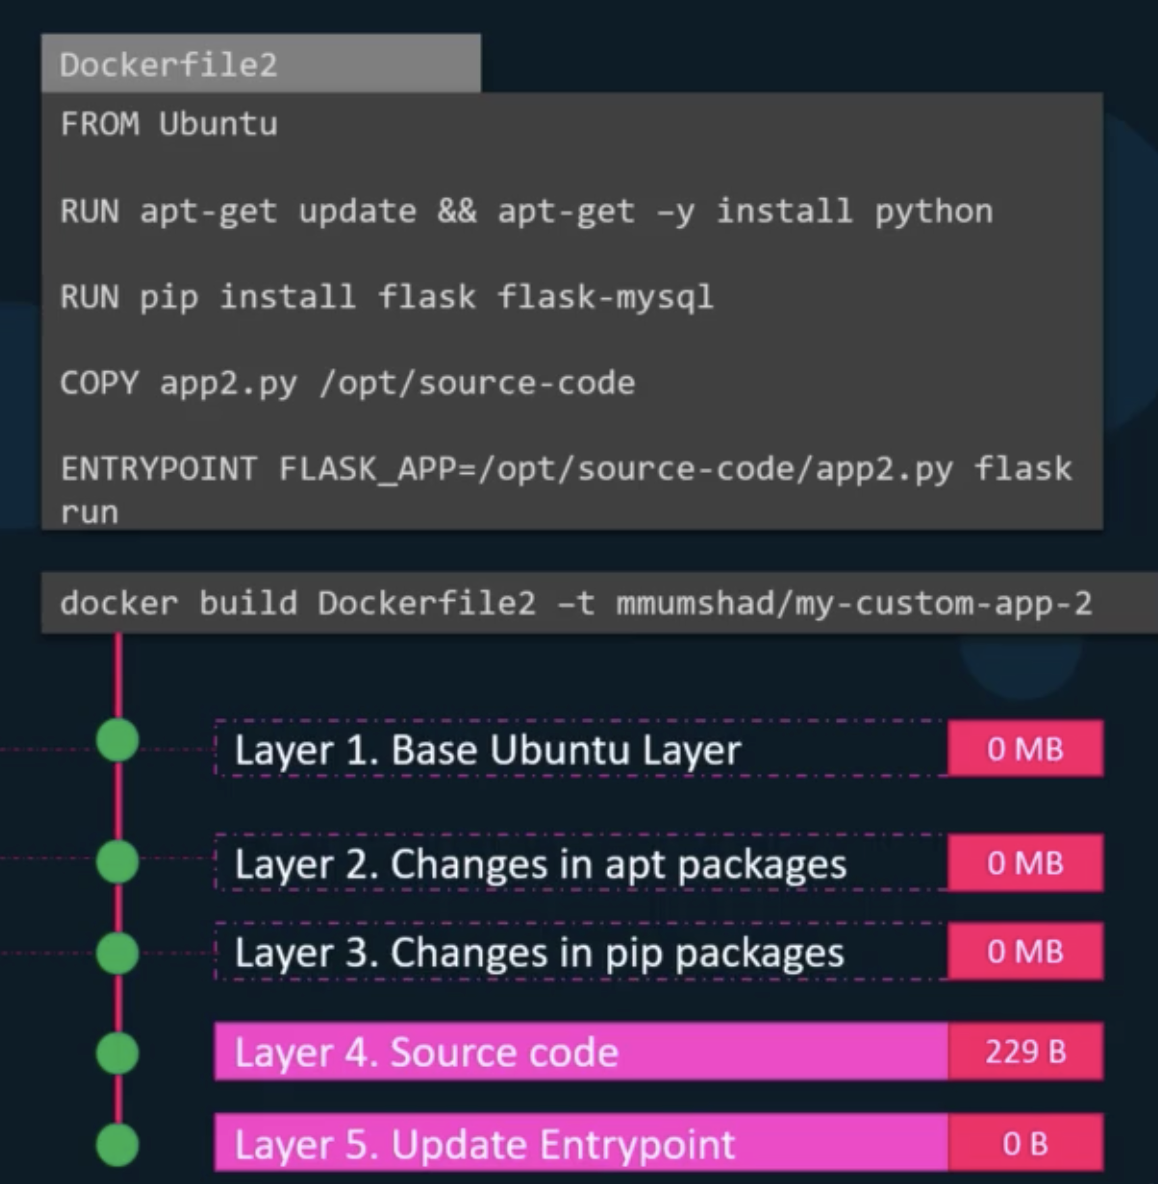 Dockerfile2
FROM Ubuntu
RUN apt-get update && apt-get –y install python
RUN pip install flask flask-mysql
COPY app2.py /opt/source-code
ENTRYPOINT FLASK_APP=/opt/source-code/app2.py flask
run
docker build Dockerfile2 –t mmumshad/my-custom-app-2
Layer 1. Base Ubuntu Layer 0 MB
Layer 2. Changes in apt packages 0 MB
Layer 3. Changes in pip packages 0 MB
Layer 4. Source code 229 B
Layer 5. Update Entrypoint 0 B